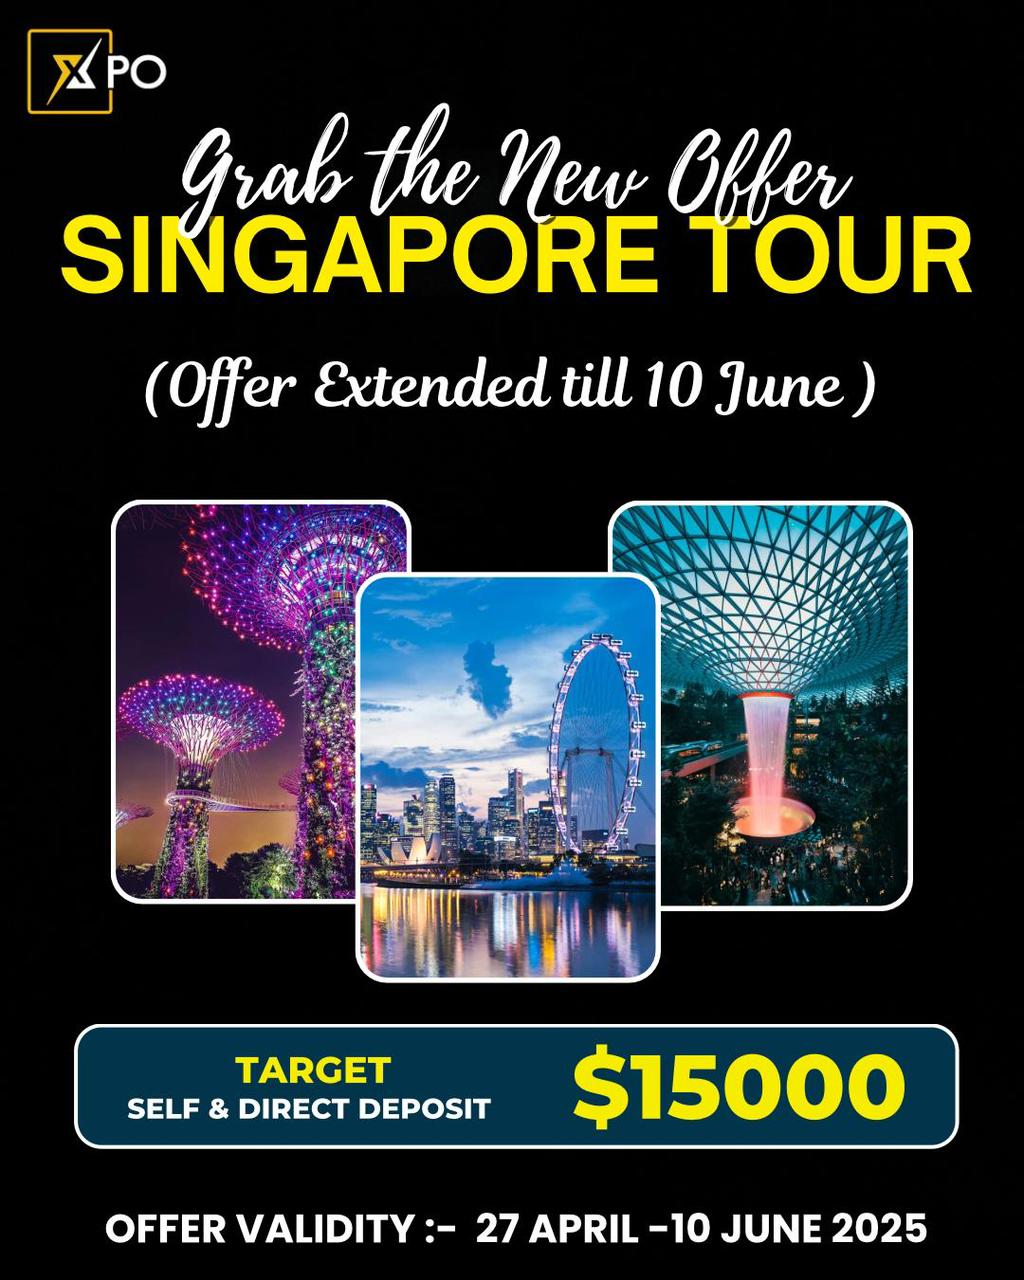 XPO
Grab the New Offer
SINGAPORE TOUR
(Offer Extended till 10 June )
TARGET
SELF & DIRECT DEPOSIT
$15000
OFFER VALIDITY :- 27 APRIL -10 JUNE 2025